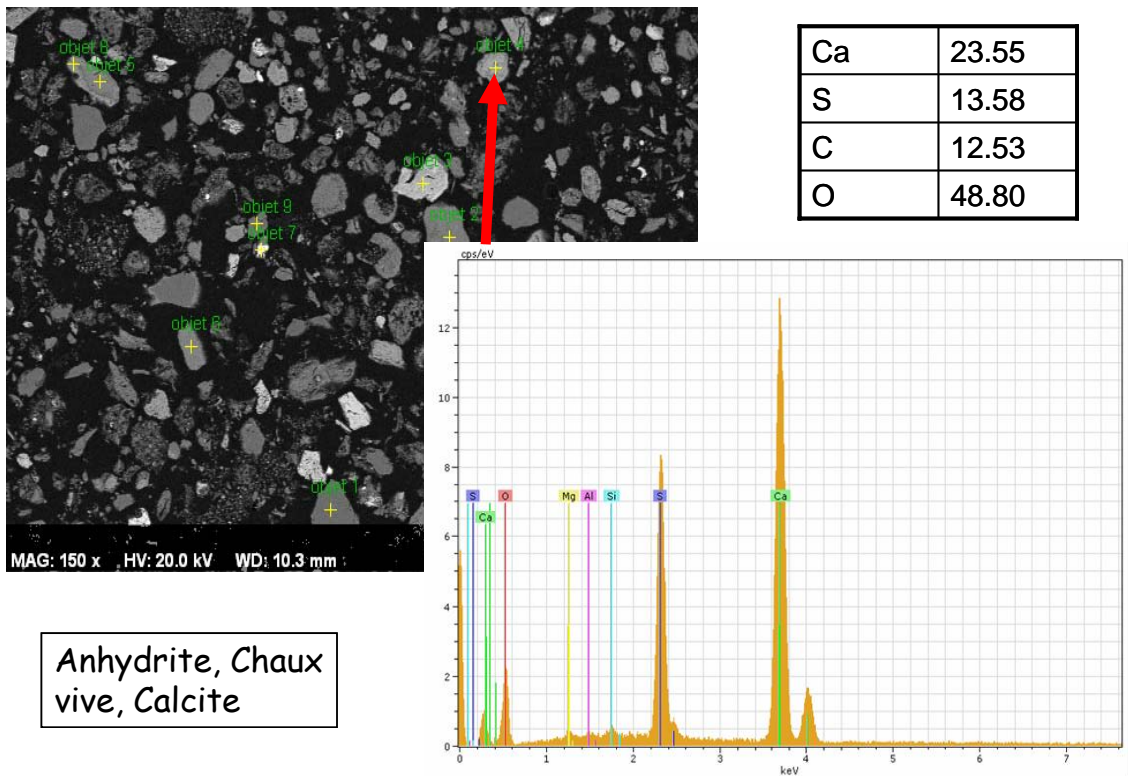 objet 8
objet 5
objet 4
objet 3
objet 2
objet 9
objet 7
objet 6
objet 1
MAG: 150 x HV: 20.0 kV WD: 10.3 mm
Ca 23.55
S 13.58
C 12.53
O 48.80
cps/eV
12
10
8
6
4
2
0
S O Mg Al Si S Ca
Ca
0 1 2 3 4 5 6 7
keV
Anhydrite, Chaux
vive, Calcite